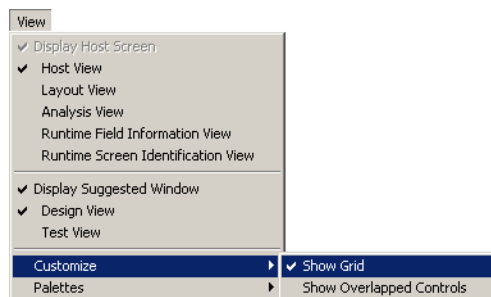 View
Display Host Screen
Host View
Layout View
Analysis View
Runtime Field Information View
Runtime Screen Identification View
Display Suggested Window
Design View
Test View
Customize
Show Grid
Palettes
Show Overlapped Controls